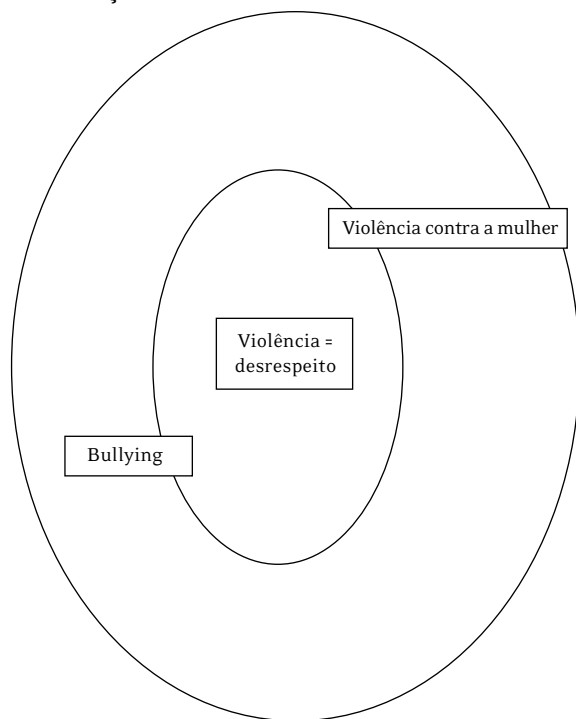 Violência contra a mulher
Violência =
desrespeito
Bullying